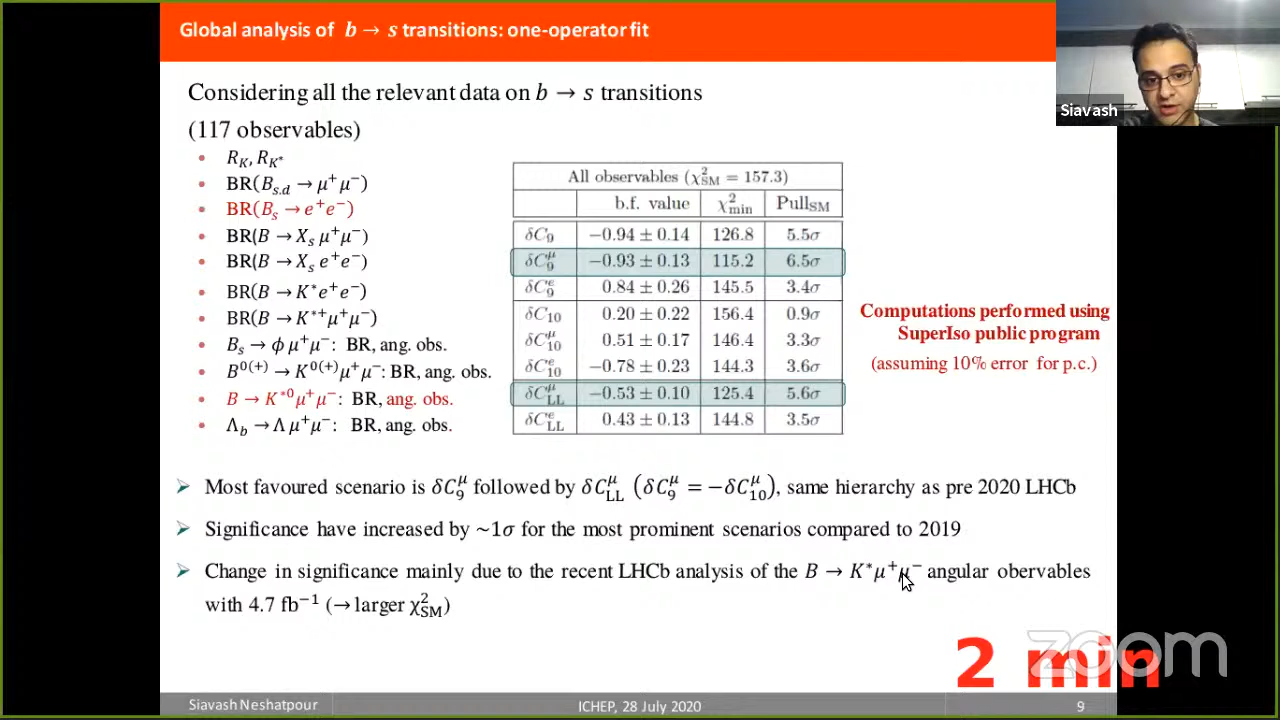 Global analysis of b → s transitions: one-operator fit
Siavash
Considering all the relevant data on b → s transitions
(117 observables)
• R_K, R_K*
• BR(B_s.d → μ⁺μ⁻)
• BR(B_s → e⁺e⁻)
• BR(B → X_s μ⁺μ⁻)
• BR(B → X_s e⁺e⁻)
• BR(B → K*e⁺e⁻)
• BR(B → K*⁺μ⁺μ⁻)
• B_s → ϕ μ⁺μ⁻: BR, ang. obs.
• B⁰⁽⁺⁾ → K⁰⁽⁺⁾μ⁺μ⁻: BR, ang. obs.
• B → K*⁰μ⁺μ⁻: BR, ang. obs.
• Λ_b → Λ μ⁺μ⁻: BR, ang. obs.
All observables (χ²_SM = 157.3)
b.f. value χ²_min Pull_SM
δC_9 −0.94 ± 0.14 126.8 5.5σ
δC_9^μ −0.93 ± 0.13 115.2 6.5σ
δC_9^e 0.84 ± 0.26 145.5 3.4σ
δC_10 0.20 ± 0.22 156.4 0.9σ
δC_10^μ 0.51 ± 0.17 146.4 3.3σ
δC_10^e −0.78 ± 0.23 144.3 3.6σ
δC_LL^μ −0.53 ± 0.10 125.4 5.6σ
δC_LL^e 0.43 ± 0.13 144.8 3.5σ
Computations performed using
SuperIso public program
(assuming 10% error for p.c.)
➢ Most favoured scenario is δC_9^μ followed by δC_LL^μ (δC_9^μ = −δC_10^μ), same hierarchy as pre 2020 LHCb
➢ Significance have increased by ~1σ for the most prominent scenarios compared to 2019
➢ Change in significance mainly due to the recent LHCb analysis of the B → K*μ⁺μ⁻ angular obervables
with 4.7 fb⁻¹ (→ larger χ²_SM)
2 min
zoom
Siavash Neshatpour
ICHEP, 28 July 2020
9